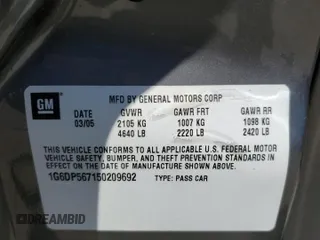 MFD BY GENERAL MOTORS CORP
GM
DATE GVWR GAWR FRT GAWR RR
03/05 2105 KG 1007 KG 1098 KG
4640 LB 2220 LB 2420 LB
THIS VEHICLE CONFORMS TO ALL APPLICABLE U.S. FEDERAL MOTOR
VEHICLE SAFETY, BUMPER, AND THEFT PREVENTION STANDARDS IN
EFFECT ON THE DATE OF MANUFACTURE SHOWN ABOVE.
1G6DP567150209692 TYPE: PASS CAR
STATBID